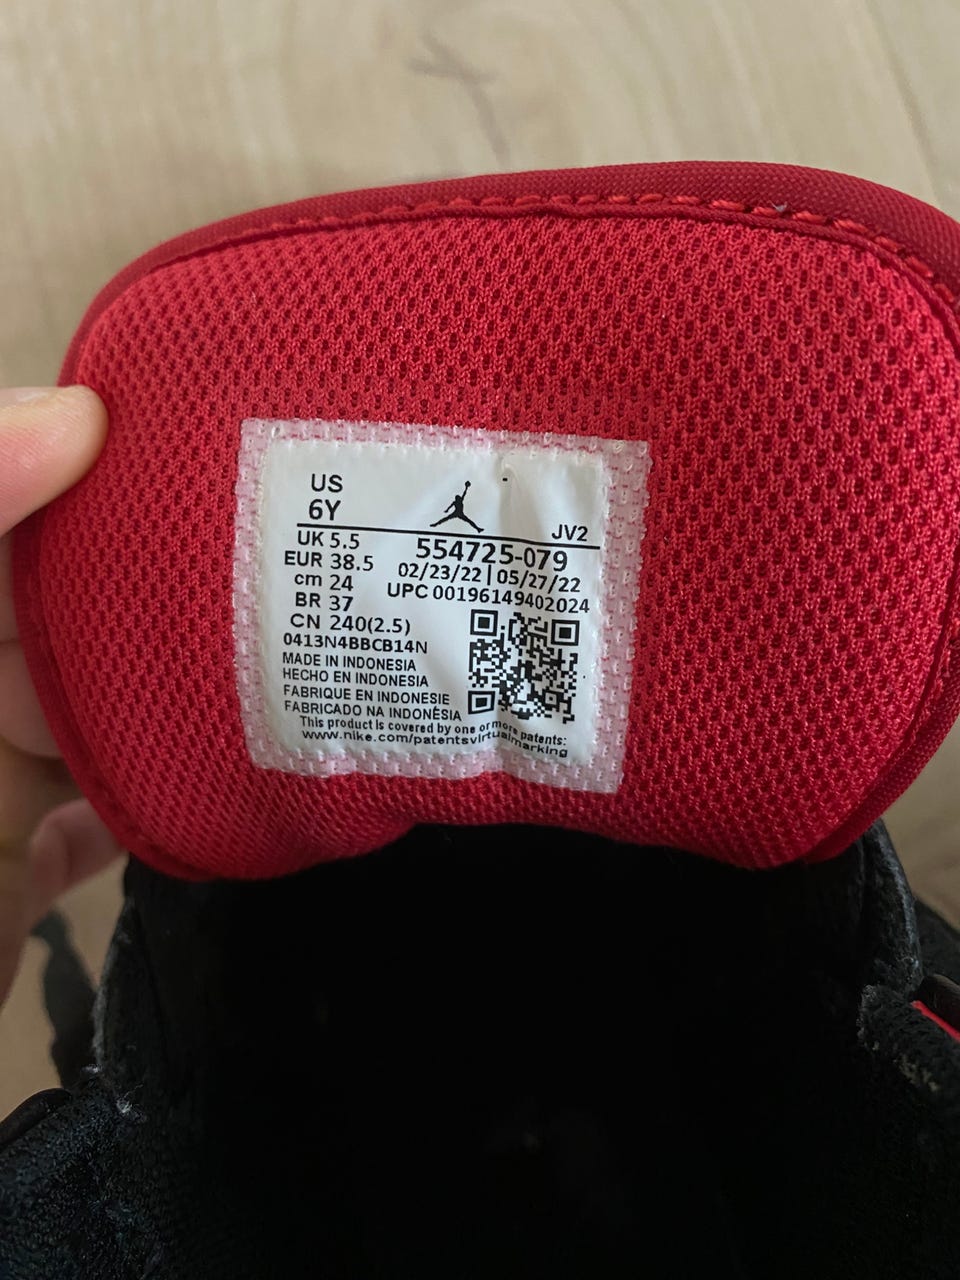 US
6Y
JV2
UK 5.5
554725-079
EUR 38.5
02/23/22 | 05/27/22
cm 24
UPC 00196149402024
BR 37
CN 240(2.5)
0413N4BBCB14N
MADE IN INDONESIA
HECHO EN INDONESIA
FABRIQUE EN INDONESIE
FABRICADO NA INDONÉSIA
This product is covered by one or more patents:
www.nike.com/patentsvirtualmarking